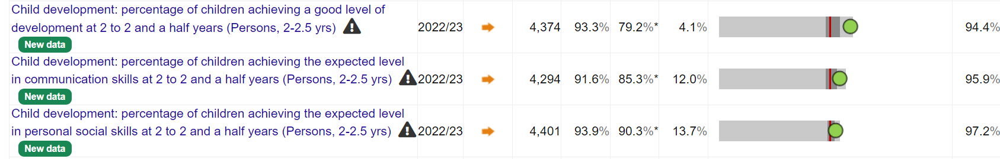 Child development: percentage of children achieving a good level of
development at 2 to 2 and a half years (Persons, 2-2.5 yrs)
New data
2022/23 4,374 93.3% 79.2%* 4.1% 94.4%
Child development: percentage of children achieving the expected level
in communication skills at 2 to 2 and a half years (Persons, 2-2.5 yrs)
New data
2022/23 4,294 91.6% 85.3%* 12.0% 95.9%
Child development: percentage of children achieving the expected level
in personal social skills at 2 to 2 and a half years (Persons, 2-2.5 yrs)
New data
2022/23 4,401 93.9% 90.3%* 13.7% 97.2%